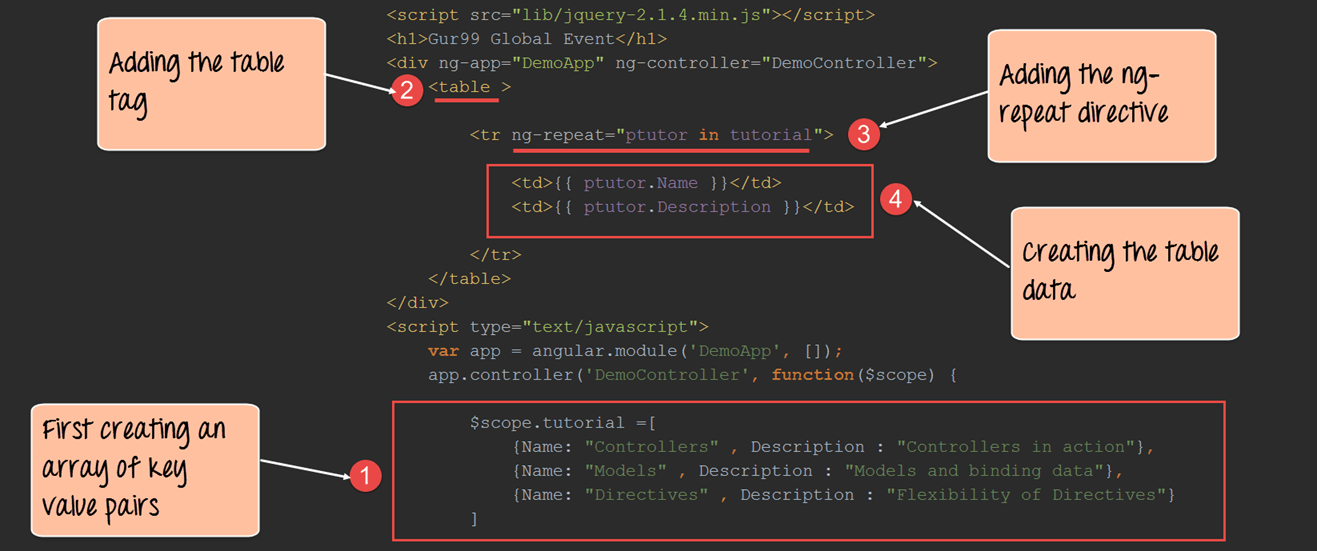 <script src="lib/jquery-2.1.4.min.js"></script>
<h1>Gur99 Global Event</h1>
<div ng-app="DemoApp" ng-controller="DemoController">
<table >
<tr ng-repeat="ptutor in tutorial">
<td>{{ ptutor.Name }}</td>
<td>{{ ptutor.Description }}</td>
</tr>
</table>
</div>
<script type="text/javascript">
var app = angular.module('DemoApp', []);
app.controller('DemoController', function($scope) {
$scope.tutorial =[
{Name: "Controllers" , Description : "Controllers in action"},
{Name: "Models" , Description : "Models and binding data"},
{Name: "Directives" , Description : "Flexibility of Directives"}
]
Adding the table
tag
2
Adding the ng-
repeat directive
3
4
Creating the table
data
First creating an
array of key
value pairs
1